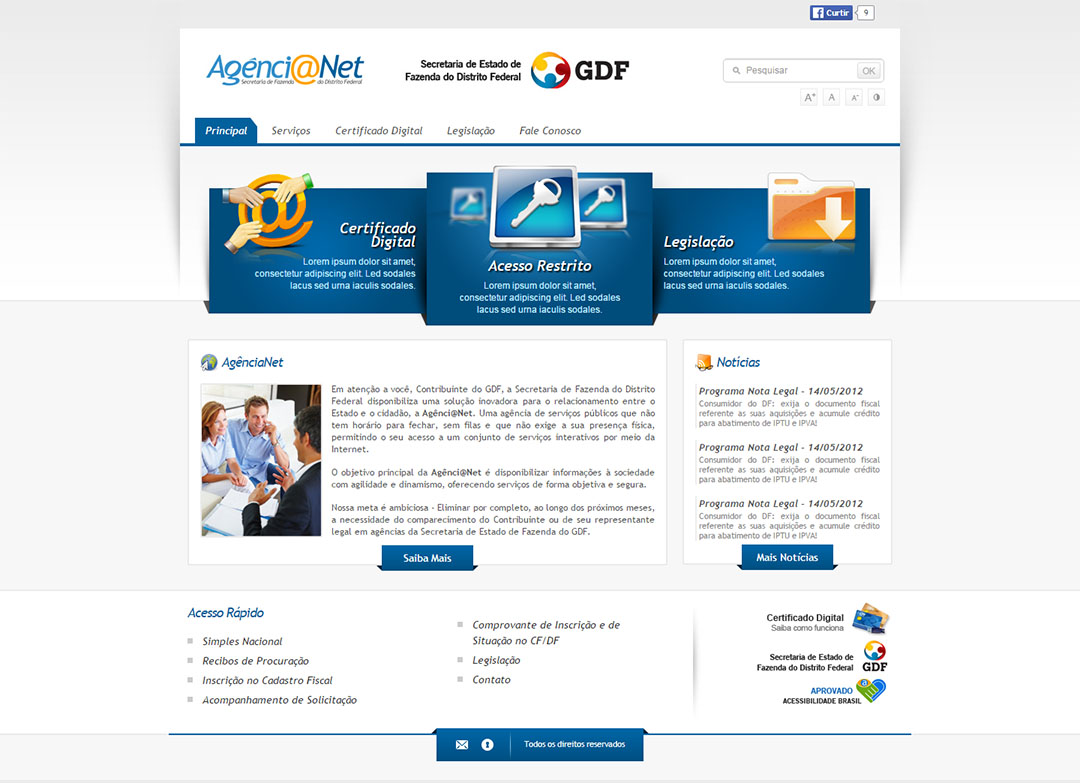 Curtir
9
Agênci@Net
Secretaria de Fazenda do Distrito Federal
Secretaria de Estado de
Fazenda do Distrito Federal
GDF
Pesquisar
OK
A+
A
A-
Principal
Serviços
Certificado Digital
Legislação
Fale Conosco
Certificado
Digital
Lorem ipsum dolor sit amet,
consectetur adipiscing elit. Led sodales
lacus sed urna iaculis sodales.
Acesso Restrito
Lorem ipsum dolor sit amet,
consectetur adipiscing elit. Led sodales
lacus sed urna iaculis sodales.
Legislação
Lorem ipsum dolor sit amet,
consectetur adipiscing elit. Led sodales
lacus sed urna iaculis sodales.
AgênciaNet
Em atenção a você, Contribuinte do GDF, a Secretaria de Fazenda do Distrito
Federal disponibiliza uma solução inovadora para o relacionamento entre o
Estado e o cidadão, a Agênci@Net. Uma agência de serviços públicos que não
tem horário para fechar, sem filas e que não exige a sua presença física,
permitindo o seu acesso a um conjunto de serviços interativos por meio da
Internet.
O objetivo principal da Agênci@Net é disponibilizar informações à sociedade
com agilidade e dinamismo, oferecendo serviços de forma objetiva e segura.
Nossa meta é ambiciosa - Eliminar por completo, ao longo dos próximos meses,
a necessidade do comparecimento do Contribuinte ou de seu representante
legal em agências da Secretaria de Estado de Fazenda do GDF.
Saiba Mais
Notícias
Programa Nota Legal - 14/05/2012
Consumidor do DF: exija o documento fiscal
referente as suas aquisições e acumule crédito
para abatimento de IPTU e IPVA!
Programa Nota Legal - 14/05/2012
Consumidor do DF: exija o documento fiscal
referente as suas aquisições e acumule crédito
para abatimento de IPTU e IPVA!
Programa Nota Legal - 14/05/2012
Consumidor do DF: exija o documento fiscal
referente as suas aquisições e acumule crédito
para abatimento de IPTU e IPVA!
Mais Notícias
Acesso Rápido
Simples Nacional
Recibos de Procuração
Inscrição no Cadastro Fiscal
Acompanhamento de Solicitação
Comprovante de Inscrição e de
Situação no CF/DF
Legislação
Contato
Certificado Digital
Saiba como funciona
Secretaria de Estado de
Fazenda do Distrito Federal
GDF
APROVADO
ACESSIBILIDADE BRASIL
Todos os direitos reservados